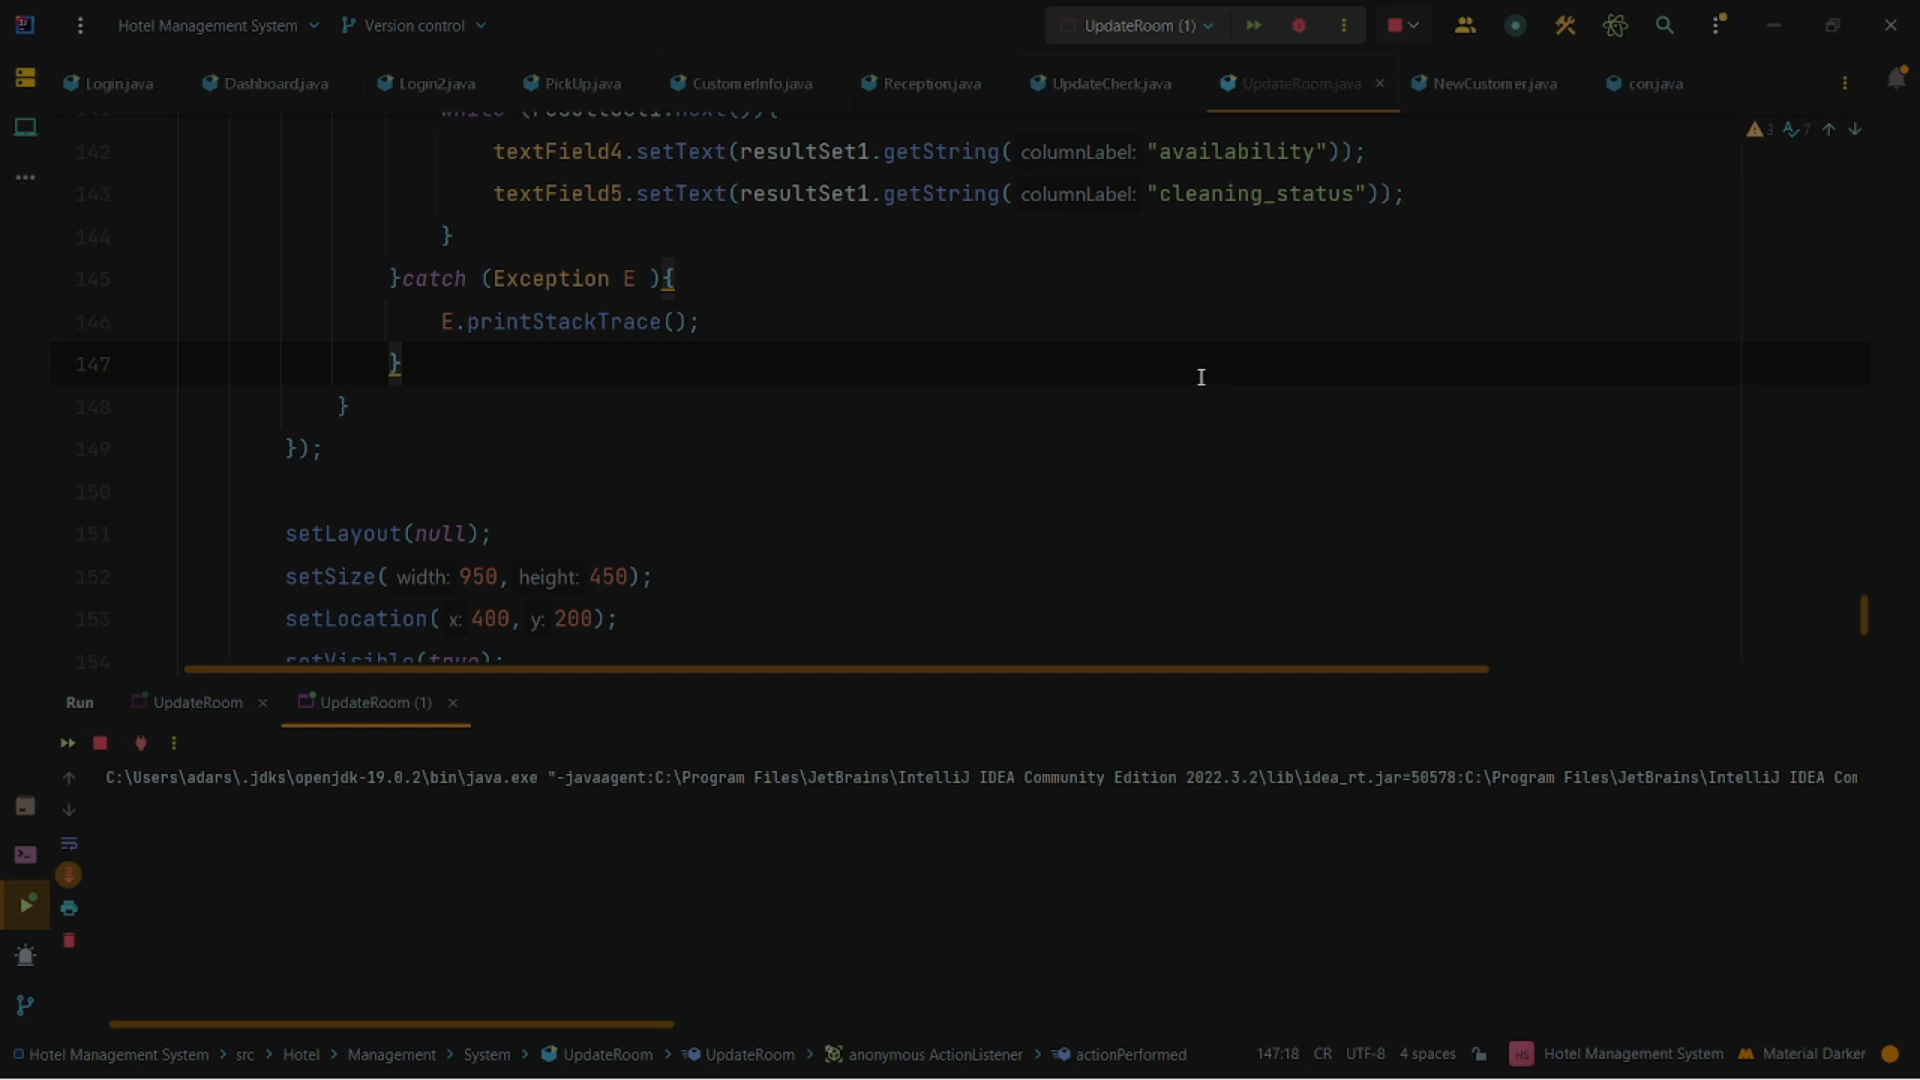 Hotel Management System Version control UpdateRoom (1)
Login.java Dashboard.java Login2.java PickUp.java CustomerInfo.java Reception.java UpdateCheck.java UpdateRoom.java NewCustomer.java con.java
3 7
142 textField4.setText(resultSet1.getString( columnLabel: "availability"));
143 textField5.setText(resultSet1.getString( columnLabel: "cleaning_status"));
144 }
145 }catch (Exception E ){
146 E.printStackTrace();
147 }
148 }
149 });
150
151 setLayout(null);
152 setSize( width: 950, height: 450);
153 setLocation( x: 400, y: 200);
154 setVisible(true);
Run UpdateRoom UpdateRoom (1)
C:\Users\adars\.jdks\openjdk-19.0.2\bin\java.exe "-javaagent:C:\Program Files\JetBrains\IntelliJ IDEA Community Edition 2022.3.2\lib\idea_rt.jar=50578:C:\Program Files\JetBrains\IntelliJ IDEA Com
Hotel Management System > src > Hotel > Management > System > UpdateRoom > UpdateRoom > anonymous ActionListener > actionPerformed 147:18 CR UTF-8 4 spaces HS Hotel Management System Material Darker